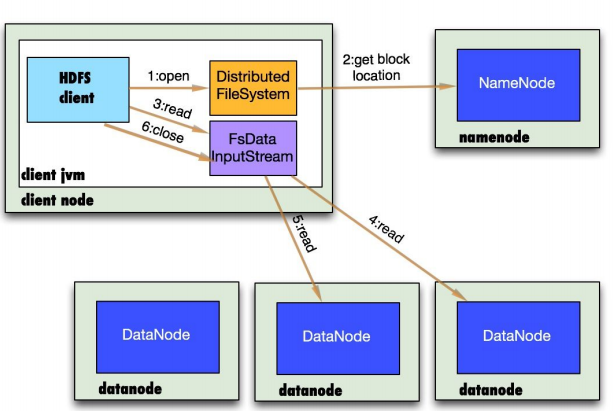 HDFS
client
1:open
Distributed
FileSystem
2:get block
location
NameNode
namenode
3:read
6:close
FsData
InputStream
client jvm
client node
5:read
4:read
DataNode
datanode
DataNode
datanode
DataNode
datanode